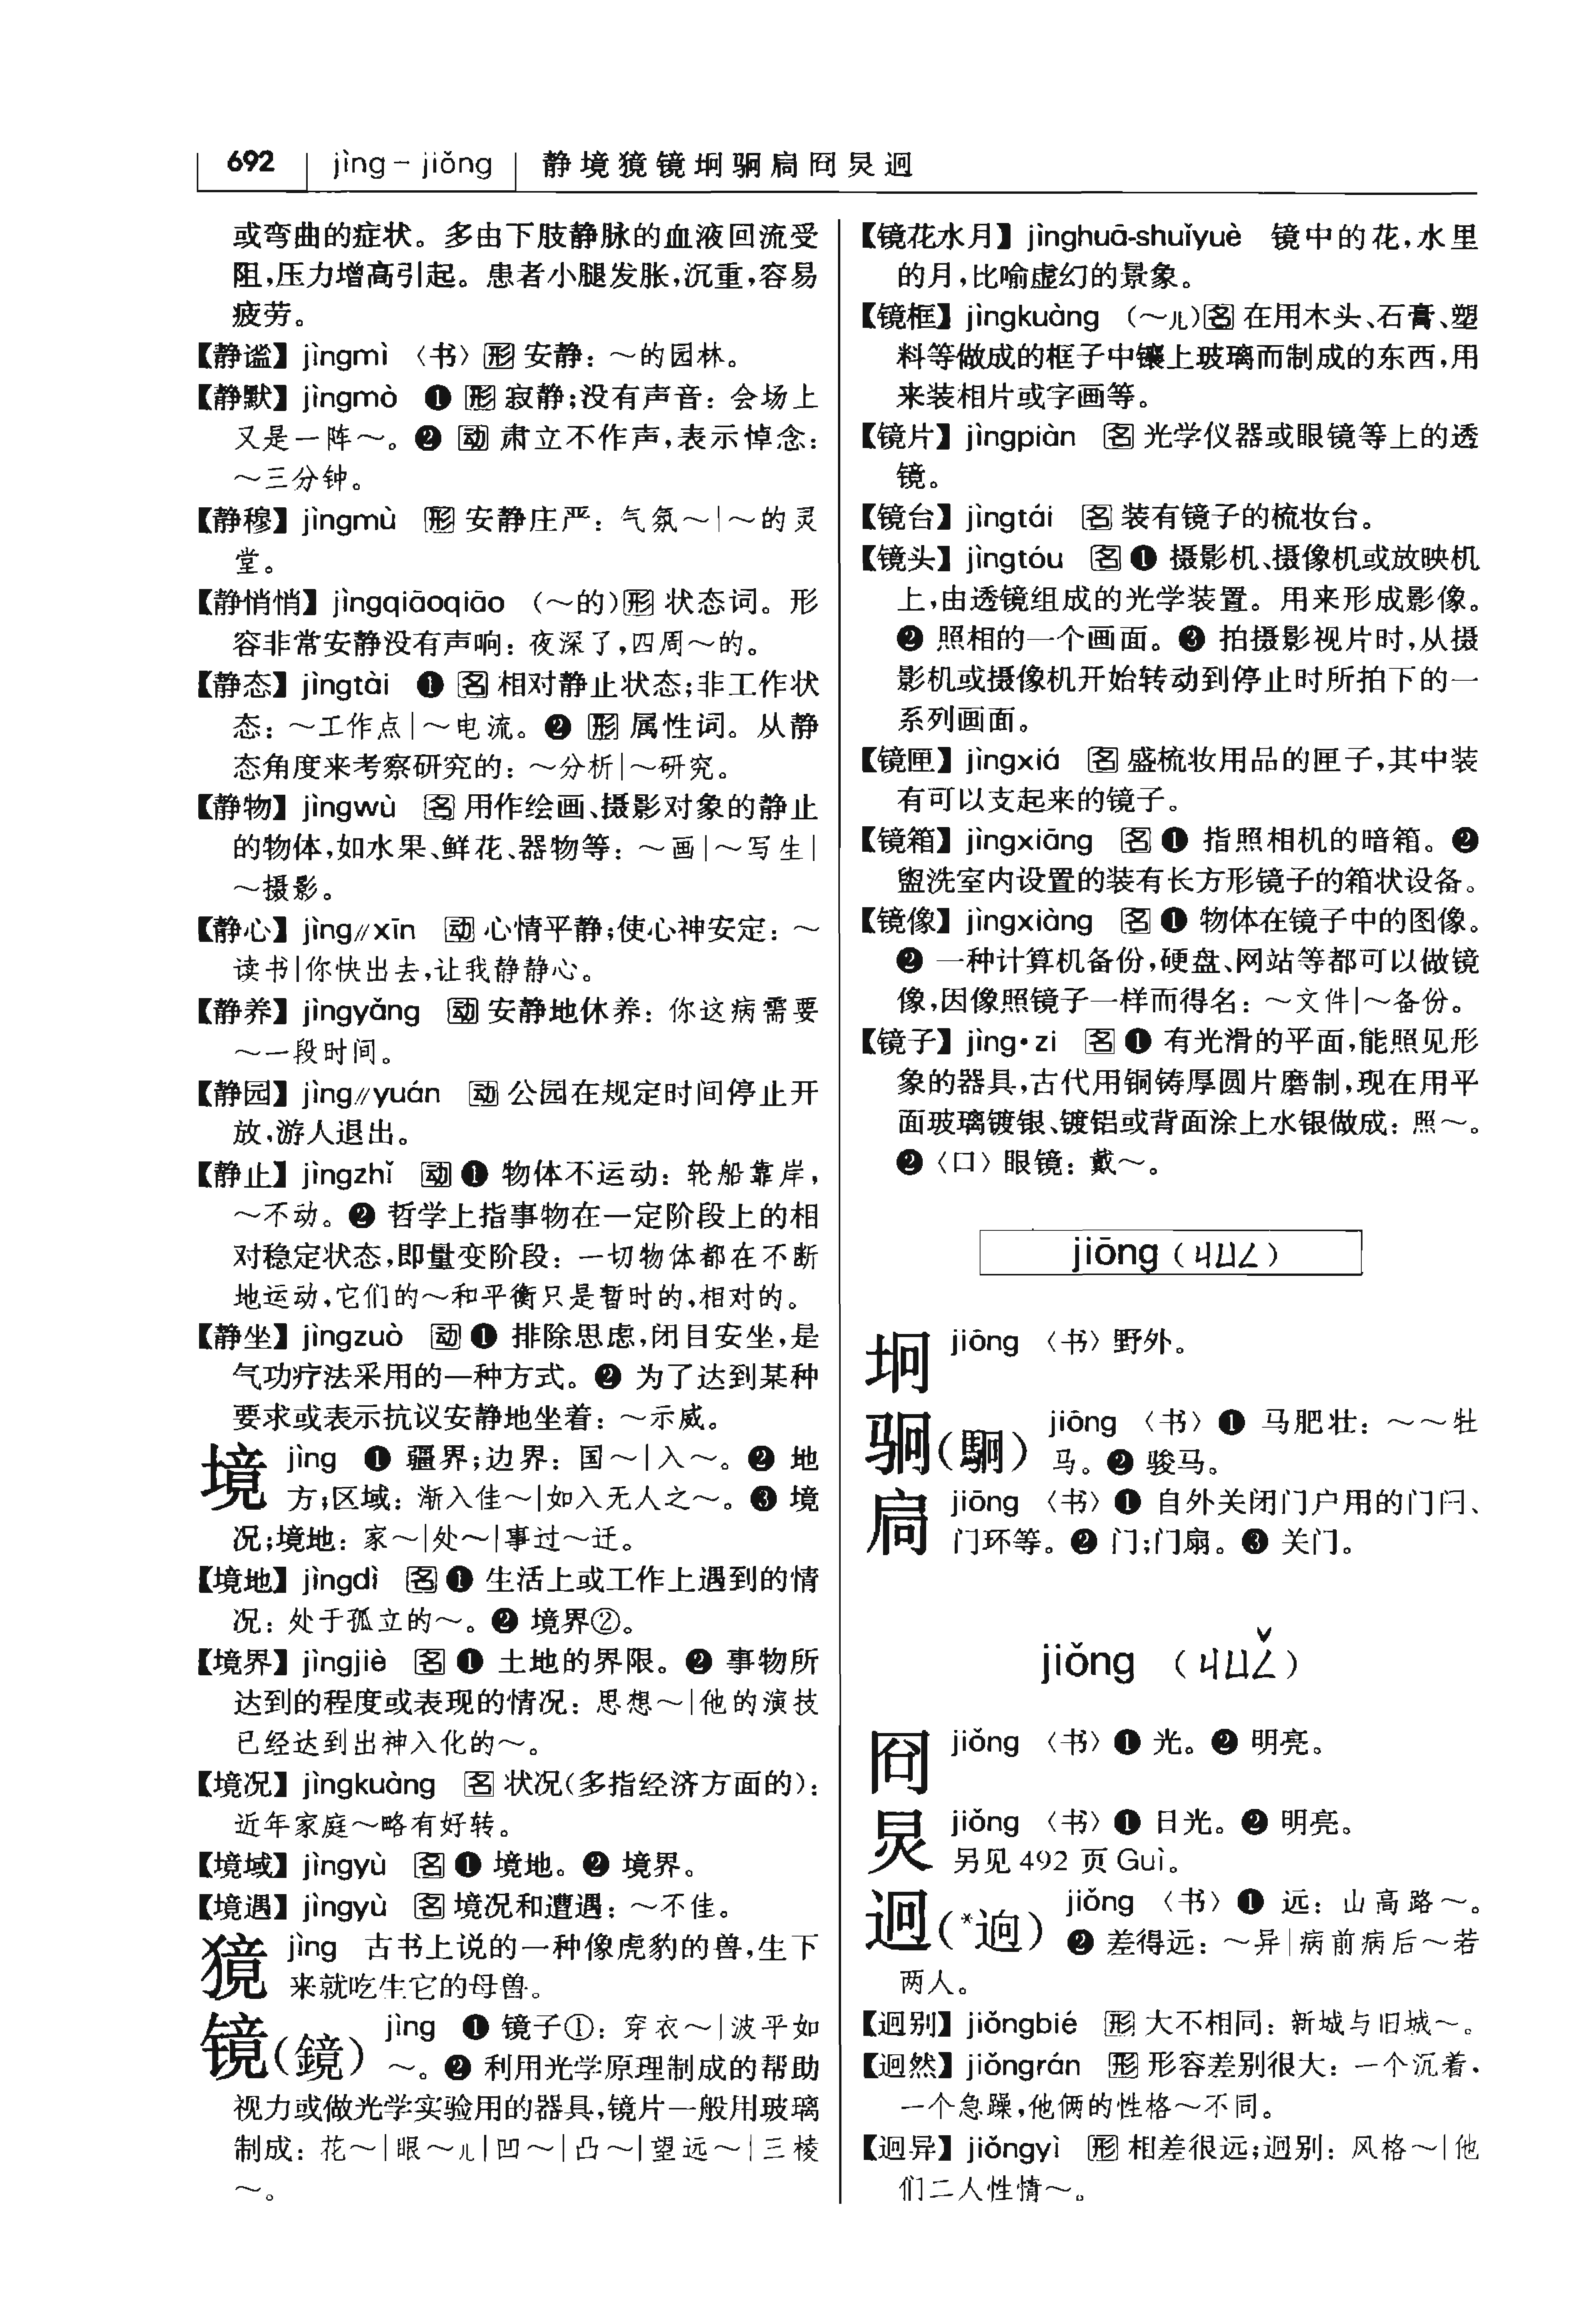 692 jìng－jiǒng 静境獍镜坰䮐扃冏炅迥
或弯曲的症状。多由下肢静脉的血液回流受
阻,压力增高引起。患者小腿发胀,沉重,容易
疲劳。
【静谧】jìngmì 〈书〉形 安静：～的园林。
【静默】jìngmò ❶ 形 寂静;没有声音：会场上
又是一阵～。❷ 动 肃立不作声,表示悼念：
～三分钟。
【静穆】jìngmù 形 安静庄严：气氛～|～的灵
堂。
【静悄悄】jìngqiāoqiāo （～的)形 状态词。形
容非常安静没有声响：夜深了,四周～的。
【静态】jìngtài ❶ 名 相对静止状态;非工作状
态：～工作点|～电流。❷ 形 属性词。从静
态角度来考察研究的：～分析|～研究。
【静物】jìngwù 名 用作绘画、摄影对象的静止
的物体,如水果、鲜花、器物等：～画|～写生|
～摄影。
【静心】jìng//xīn 动 心情平静;使心神安定：～
读书|你快出去,让我静静心。
【静养】jìngyǎng 动 安静地休养：你这病需要
～一段时间。
【静园】jìng//yuán 动 公园在规定时间停止开
放,游人退出。
【静止】jìngzhǐ 动 ❶ 物体不运动：轮船靠岸,
～不动。❷ 哲学上指事物在一定阶段上的相
对稳定状态,即量变阶段：一切物体都在不断
地运动,它们的～和平衡只是暂时的,相对的。
【静坐】jìngzuò 动 ❶ 排除思虑,闭目安坐,是
气功疗法采用的一种方式。❷ 为了达到某种
要求或表示抗议安静地坐着：～示威。
境 jìng ❶ 疆界;边界：国～|入～。❷ 地
方;区域：渐入佳～|如入无人之～。❸ 境
况;境地：家～|处～|事过～迁。
【境地】jìngdì 名 ❶ 生活上或工作上遇到的情
况：处于孤立的～。❷ 境界②。
【境界】jìngjiè 名 ❶ 土地的界限。❷ 事物所
达到的程度或表现的情况：思想～|他的演技
已经达到出神入化的～。
【境况】jìngkuàng 名 状况(多指经济方面的)：
近年家庭～略有好转。
【境域】jìngyù 名 ❶ 境地。❷ 境界。
【境遇】jìngyù 名 境况和遭遇：～不佳。
獍 jìng 古书上说的一种像虎豹的兽,生下
来就吃生它的母兽。
镜(鏡) jìng ❶ 镜子①：穿衣～|波平如
～。❷ 利用光学原理制成的帮助
视力或做光学实验用的器具,镜片一般用玻璃
制成：花～|眼～儿|凹～|凸～|望远～|三棱
～。
【镜花水月】jìnghuā-shuǐyuè 镜中的花,水里
的月,比喻虚幻的景象。
【镜框】jìngkuàng （～儿)名 在用木头、石膏、塑
料等做成的框子中镶上玻璃而制成的东西,用
来装相片或字画等。
【镜片】jìngpiàn 名 光学仪器或眼镜等上的透
镜。
【镜台】jìngtái 名 装有镜子的梳妆台。
【镜头】jìngtóu 名 ❶ 摄影机、摄像机或放映机
上,由透镜组成的光学装置。用来形成影像。
❷ 照相的一个画面。❸ 拍摄影视片时,从摄
影机或摄像机开始转动到停止时所拍下的一
系列画面。
【镜匣】jìngxiá 名 盛梳妆用品的匣子,其中装
有可以支起来的镜子。
【镜箱】jìngxiāng 名 ❶ 指照相机的暗箱。❷
盥洗室内设置的装有长方形镜子的箱状设备。
【镜像】jìngxiàng 名 ❶ 物体在镜子中的图像。
❷ 一种计算机备份,硬盘、网站等都可以做镜
像,因像照镜子一样而得名：～文件|～备份。
【镜子】jìng·zi 名 ❶ 有光滑的平面,能照见形
象的器具,古代用铜铸厚圆片磨制,现在用平
面玻璃镀银、镀铝或背面涂上水银做成：照～。
❷〈口〉眼镜：戴～。
jiōng（ㄐㄩㄥ）
坰 jiōng 〈书〉野外。
䮐(駉) jiōng 〈书〉❶ 马肥壮：～～牡
马。❷ 骏马。
扃 jiōng 〈书〉❶ 自外关闭门户用的门闩、
门环等。❷ 门;门扇。❸ 关门。
jiǒng （ㄐㄩㄥˇ）
冏 jiǒng 〈书〉❶ 光。❷ 明亮。
炅 jiǒng 〈书〉❶ 日光。❷ 明亮。
另见 492 页 Guì。
迥(*逈) jiǒng 〈书〉❶ 远：山高路～。
❷ 差得远：～异|病前病后～若
两人。
【迥别】jiǒngbié 形 大不相同：新城与旧城～。
【迥然】jiǒngrán 形 形容差别很大：一个沉着,
一个急躁,他俩的性格～不同。
【迥异】jiǒngyì 形 相差很远;迥别：风格～|他
们二人性情～。